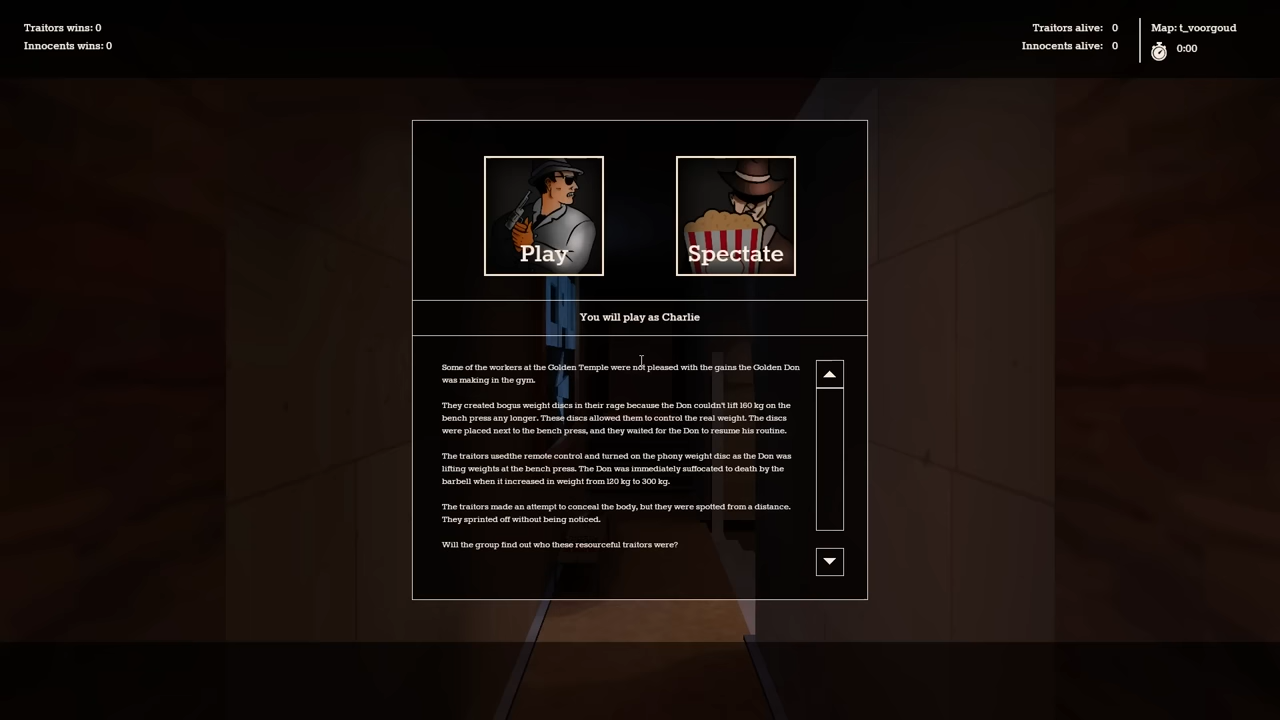 Traitors wins: 0
Innocents wins: 0
Traitors alive: 0
Innocents alive: 0
Map: t_voorgoud
0:00
Play
Spectate
You will play as Charlie
Some of the workers at the Golden Temple were not pleased with the gains the Golden Don
was making in the gym.
They created bogus weight discs in their rage because the Don couldn't lift 160 kg on the
bench press any longer. These discs allowed them to control the real weight. The discs
were placed next to the bench press, and they waited for the Don to resume his routine.
The traitors usedthe remote control and turned on the phony weight disc as the Don was
lifting weights at the bench press. The Don was immediately suffocated to death by the
barbell when it increased in weight from 120 kg to 300 kg.
The traitors made an attempt to conceal the body, but they were spotted from a distance.
They sprinted off without being noticed.
Will the group find out who these resourceful traitors were?